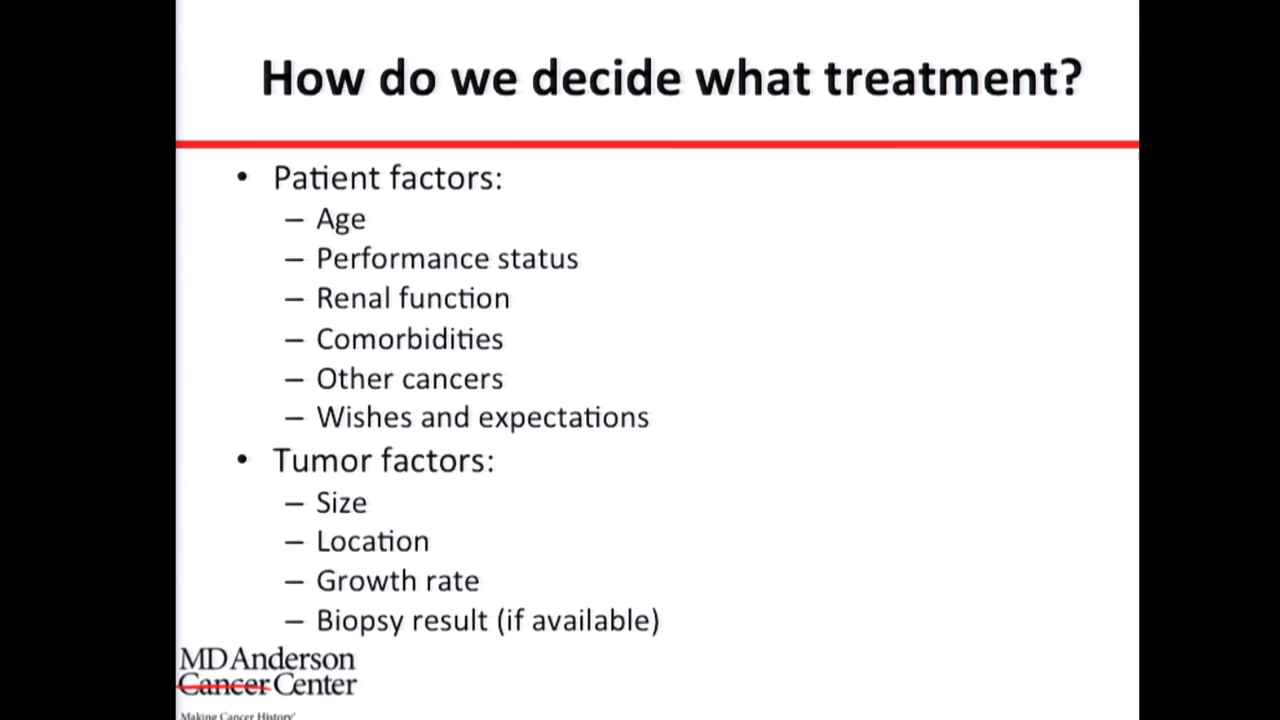 How do we decide what treatment?
• Patient factors:
– Age
– Performance status
– Renal function
– Comorbidities
– Other cancers
– Wishes and expectations
• Tumor factors:
– Size
– Location
– Growth rate
– Biopsy result (if available)
MD Anderson
Cancer Center
Making Cancer History®